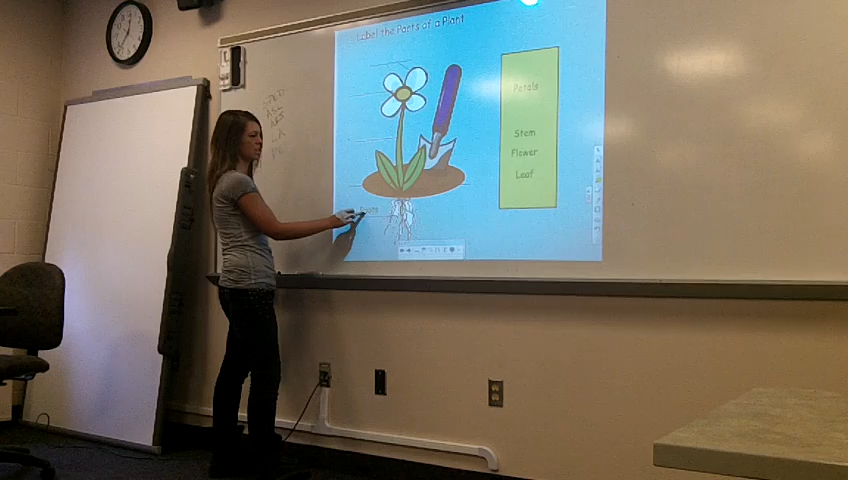 Label the Parts of a Plant
Petals
Stem
Flower
Leaf
Roots